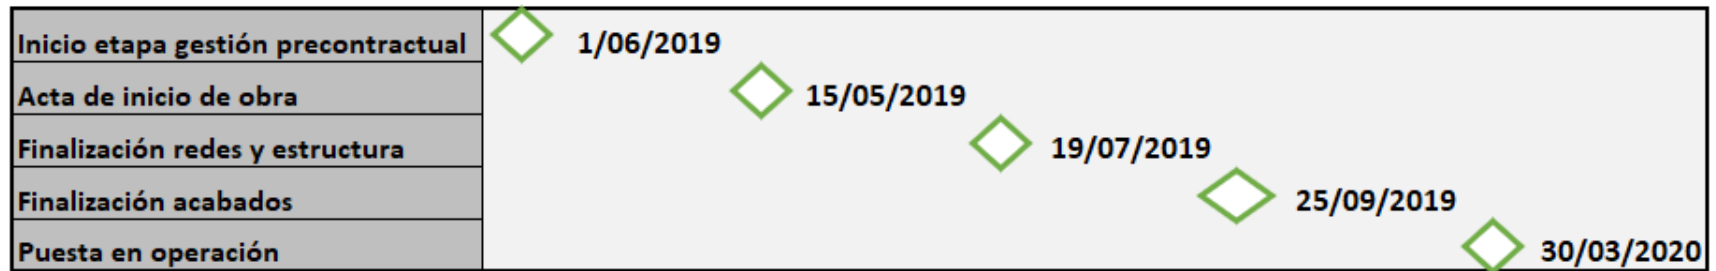 Inicio etapa gestión precontractual 1/06/2019
Acta de inicio de obra 15/05/2019
Finalización redes y estructura 19/07/2019
Finalización acabados 25/09/2019
Puesta en operación 30/03/2020